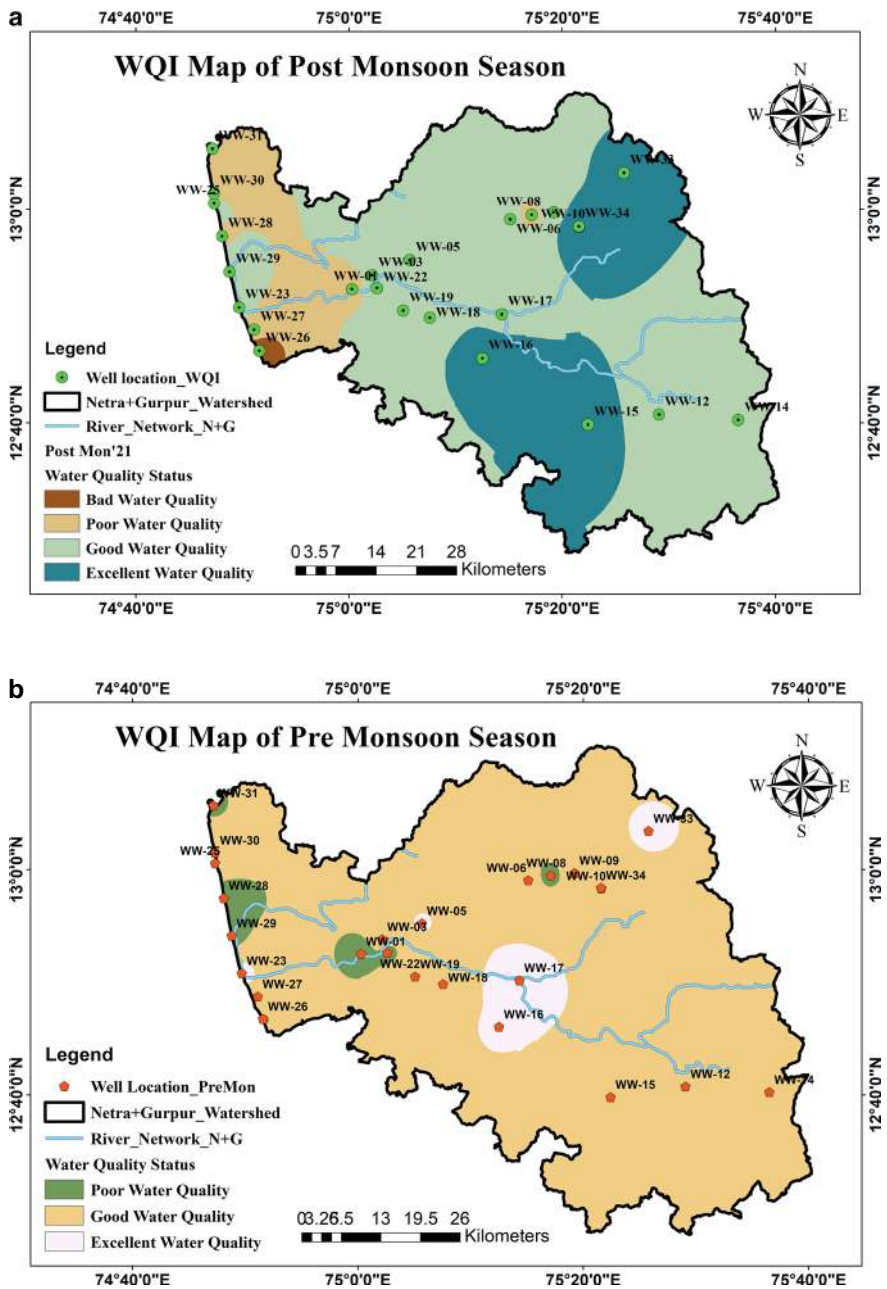 a
74°40'0"E 75°0'0"E 75°20'0"E 75°40'0"E
WQI Map of Post Monsoon Season
N
W E
S
13°0'0"N 13°0'0"N
12°40'0"N 12°40'0"N
WW-31
WW-30
WW-25
WW-28
WW-29
WW-23
WW-27
WW-26
WW-33
WW-08
WW-10 WW-34
WW-06
WW-05
WW-03
WW-01 WW-22
WW-19
WW-18
WW-17
WW-16
WW-15
WW-12
WW-14
Legend
Well location_WQI
Netra+Gurpur_Watershed
River_Network_N+G
Post Mon'21
Water Quality Status
Bad Water Quality
Poor Water Quality
Good Water Quality
Excellent Water Quality
0 3.5 7 14 21 28
Kilometers
74°40'0"E 75°0'0"E 75°20'0"E 75°40'0"E
b
74°40'0"E 75°0'0"E 75°20'0"E 75°40'0"E
WQI Map of Pre Monsoon Season
N
W E
S
13°0'0"N 13°0'0"N
12°40'0"N 12°40'0"N
WW-31
WW-30
WW-25
WW-28
WW-29
WW-23
WW-27
WW-26
WW-33
WW-06 WW-08 WW-09
WW-10 WW-34
WW-05
WW-03
WW-01
WW-22 WW-19
WW-18
WW-17
WW-16
WW-15
WW-12
WW-14
Legend
Well Location_PreMon
Netra+Gurpur_Watershed
River_Network_N+G
Water Quality Status
Poor Water Quality
Good Water Quality
Excellent Water Quality
0 3.25 6.5 13 19.5 26
Kilometers
74°40'0"E 75°0'0"E 75°20'0"E 75°40'0"E